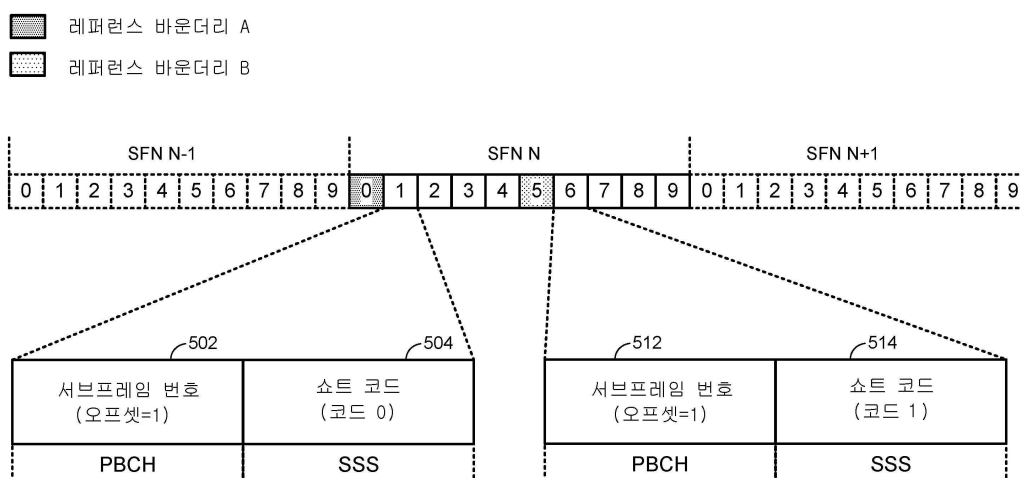 레퍼런스 바운더리 A
레퍼런스 바운더리 B
SFN N-1 SFN N SFN N+1
0 1 2 3 4 5 6 7 8 9 0 1 2 3 4 5 6 7 8 9 0 1 2 3 4 5 6 7 8 9
502 504 512 514
서브프레임 번호 쇼트 코드 서브프레임 번호 쇼트 코드
(오프셋=1) (코드 0) (오프셋=1) (코드 1)
PBCH SSS PBCH SSS